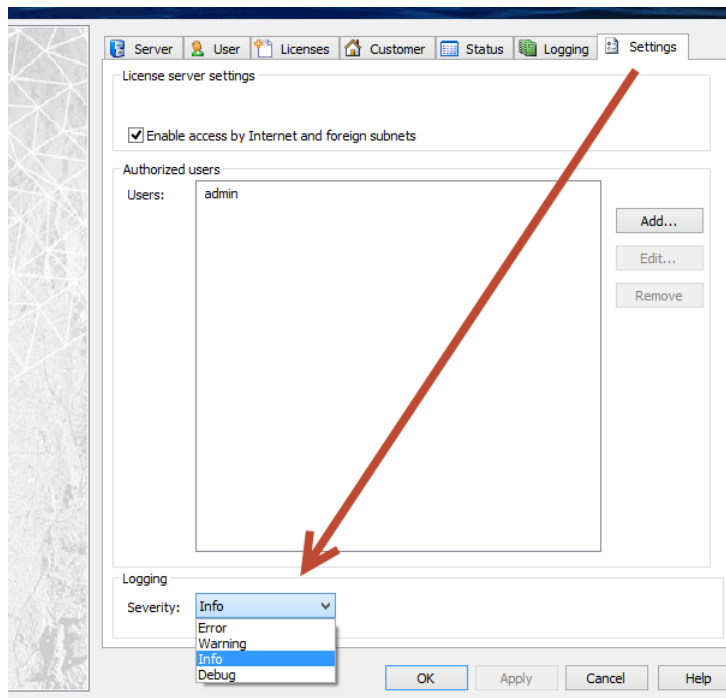 Server User Licenses Customer Status Logging Settings
License server settings
Enable access by Internet and foreign subnets
Authorized users
Users: admin
Add...
Edit...
Remove
Logging
Severity: Info
Error
Warning
Info
Debug
OK Apply Cancel Help